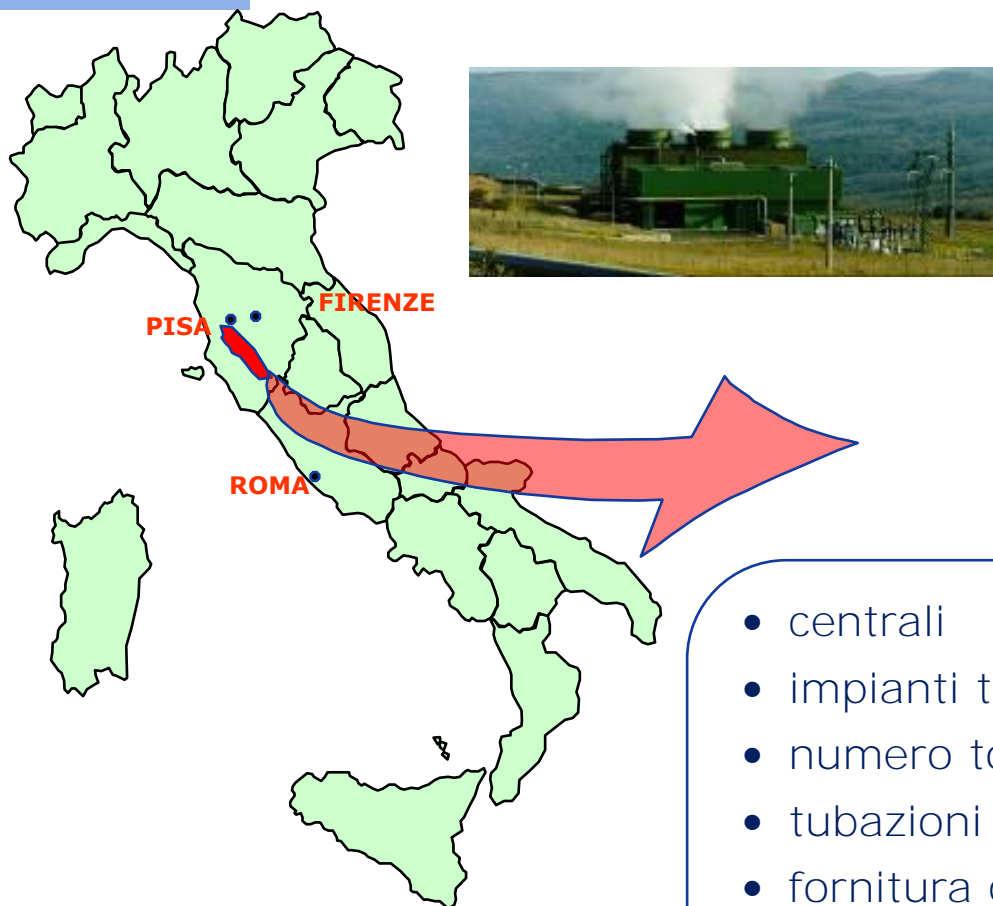 FIRENZE
PISA
ROMA
• centrali
• impianti t
• numero to
• tubazioni
• fornitura